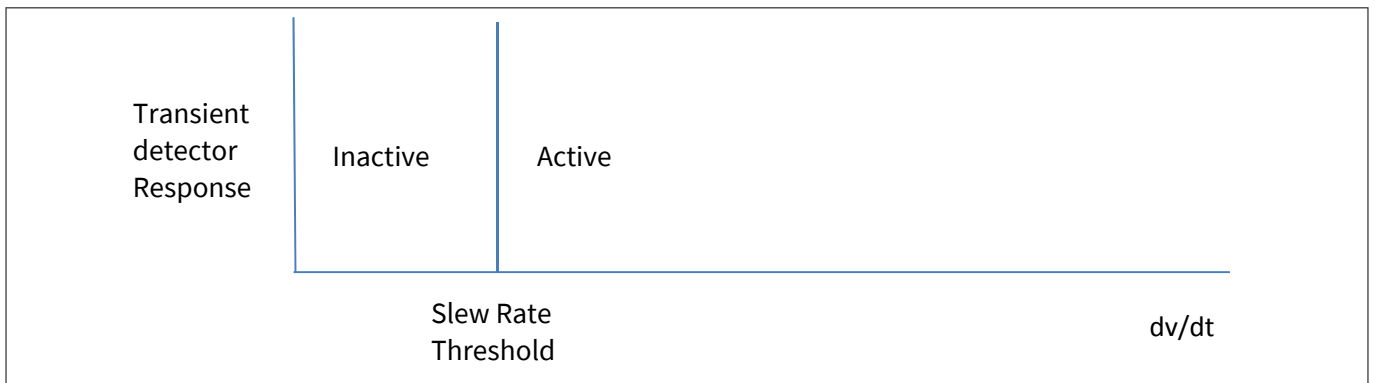 Transient
detector
Response
Inactive
Active
Slew Rate
Threshold
dv/dt